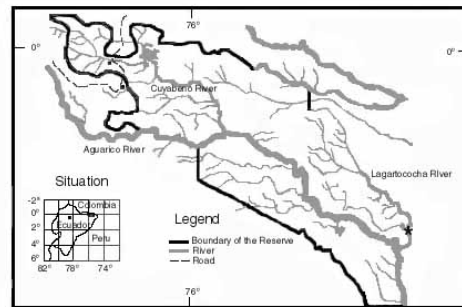 76°
0°
0°
Cuyabeno River
Aguarico River
Lagartococha River
Situation
-2°
0°
2°
4°
6°
Colombia
Ecuador
Peru
82° 78° 74°
Legend
Boundary of the Reserve
River
Road
76°